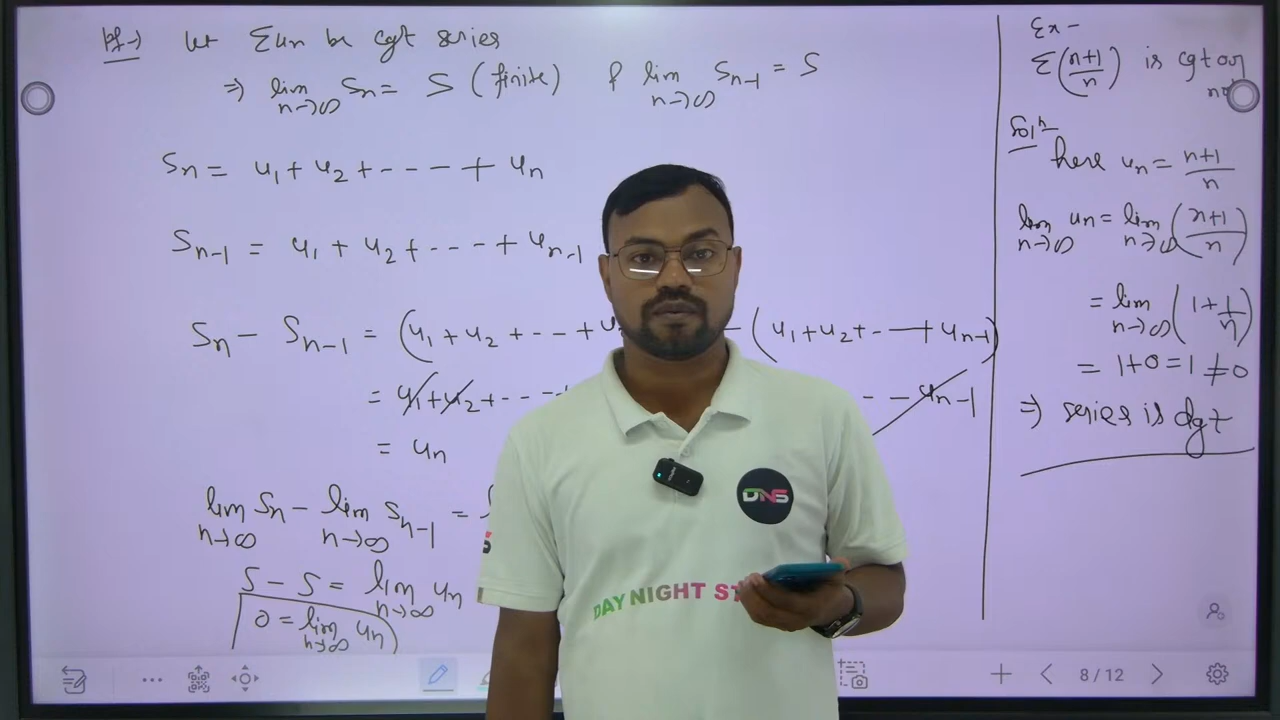 Pf→) let Σun be cgt series
⇒ lim n→∞ Sn = S (finite) & lim n→∞ Sn-1 = S
Sn = u1 + u2 + ---- + un
Sn-1 = u1 + u2 + ---- + un-1
Sn - Sn-1 = (u1 + u2 + --- + u - (u1 + u2 + -- — + un-1)
= u1 + u2 + --- -- un-1
= un
lim n→∞ Sn - lim n→∞ Sn-1 =
S - S = lim n→∞ un
0 = lim n→∞ un
Ex-
Σ(n+1/n) is cgt or
not
Soln
here un = n+1/n
lim n→∞ un = lim n→∞ (n+1/n)
= lim n→∞ (1 + 1/n)
= 1+0 = 1 ≠ 0
⇒ series is dgt
DNS
DAY NIGHT ST
S
8/12